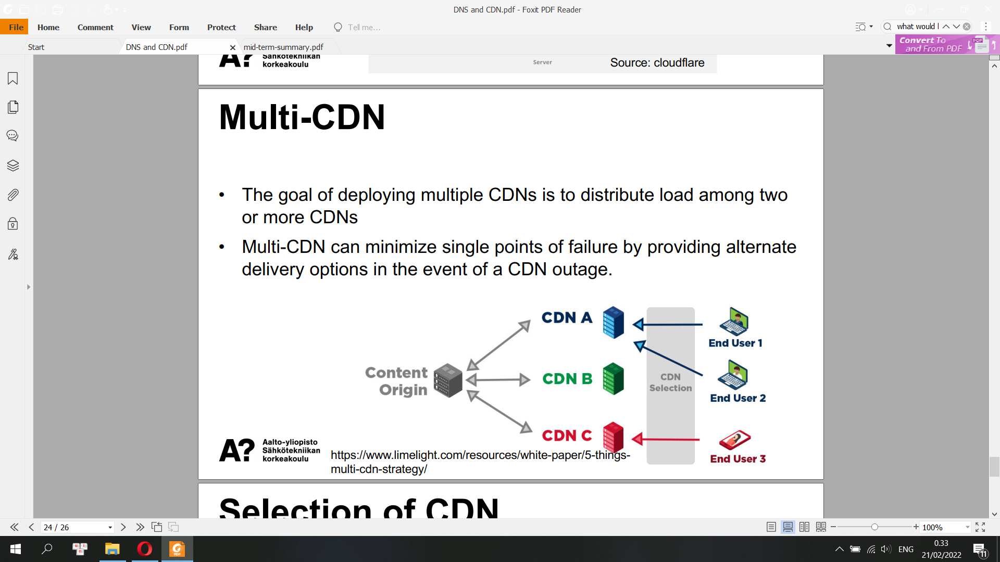 DNS and CDN.pdf - Foxit PDF Reader
File Home Comment View Form Protect Share Help Tell me...
what would l
Start DNS and CDN.pdf mid-term-summary.pdf
Convert To
and From PDF
PDF
A?
Sähkötekniikan
korkeakoulu
Server
Source: cloudflare
Multi-CDN
• The goal of deploying multiple CDNs is to distribute load among two
or more CDNs
• Multi-CDN can minimize single points of failure by providing alternate
delivery options in the event of a CDN outage.
CDN A
End User 1
Content
Origin
CDN B
CDN
Selection
End User 2
CDN C
End User 3
A?
Aalto-yliopisto
Sähkötekniikan
korkeakoulu
https://www.limelight.com/resources/white-paper/5-things-
multi-cdn-strategy/
Selection of CDN
24 / 26
100%
PDF
ENG
0.33
21/02/2022
11